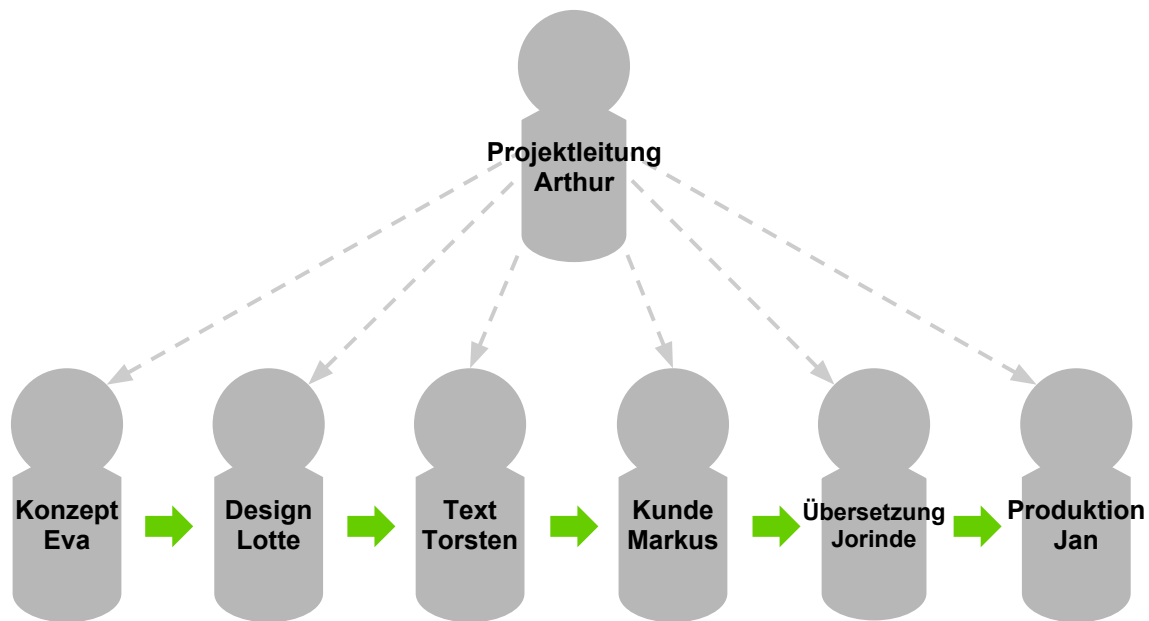 Projektleitung
Arthur
Konzept
Eva
Design
Lotte
Text
Torsten
Kunde
Markus
Übersetzung
Jorinde
Produktion
Jan